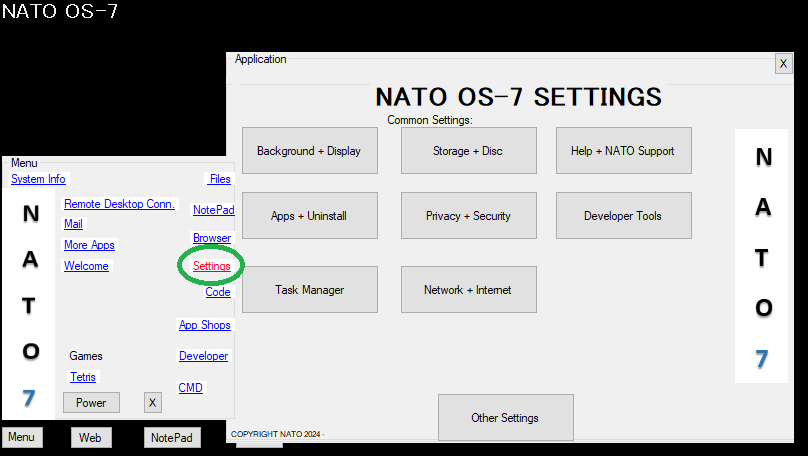 NATO OS-7
Application
X
NATO OS-7 SETTINGS
Common Settings:
Background + Display
Storage + Disc
Help + NATO Support
Apps + Uninstall
Privacy + Security
Developer Tools
Task Manager
Network + Internet
Other Settings
COPYRIGHT NATO 2024 -
N
A
T
O
7
Menu
System Info
Files
Remote Desktop Conn.
NotePad
Mail
Browser
More Apps
Welcome
Settings
Code
App Shops
Games
Developer
Tetris
CMD
Power
X
N
A
T
O
7
Menu
Web
NotePad